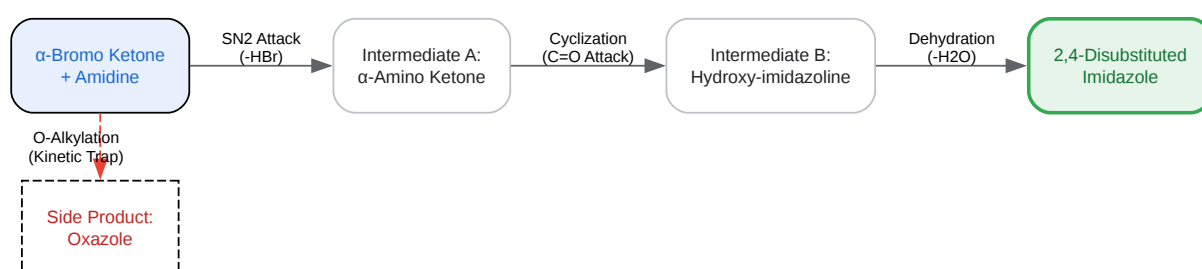 α-Bromo Ketone
+ Amidine
SN2 Attack
(-HBr)
Intermediate A:
α-Amino Ketone
Cyclization
(C=O Attack)
Intermediate B:
Hydroxy-imidazoline
Dehydration
(-H2O)
2,4-Disubstituted
Imidazole
O-Alkylation
(Kinetic Trap)
Side Product:
Oxazole